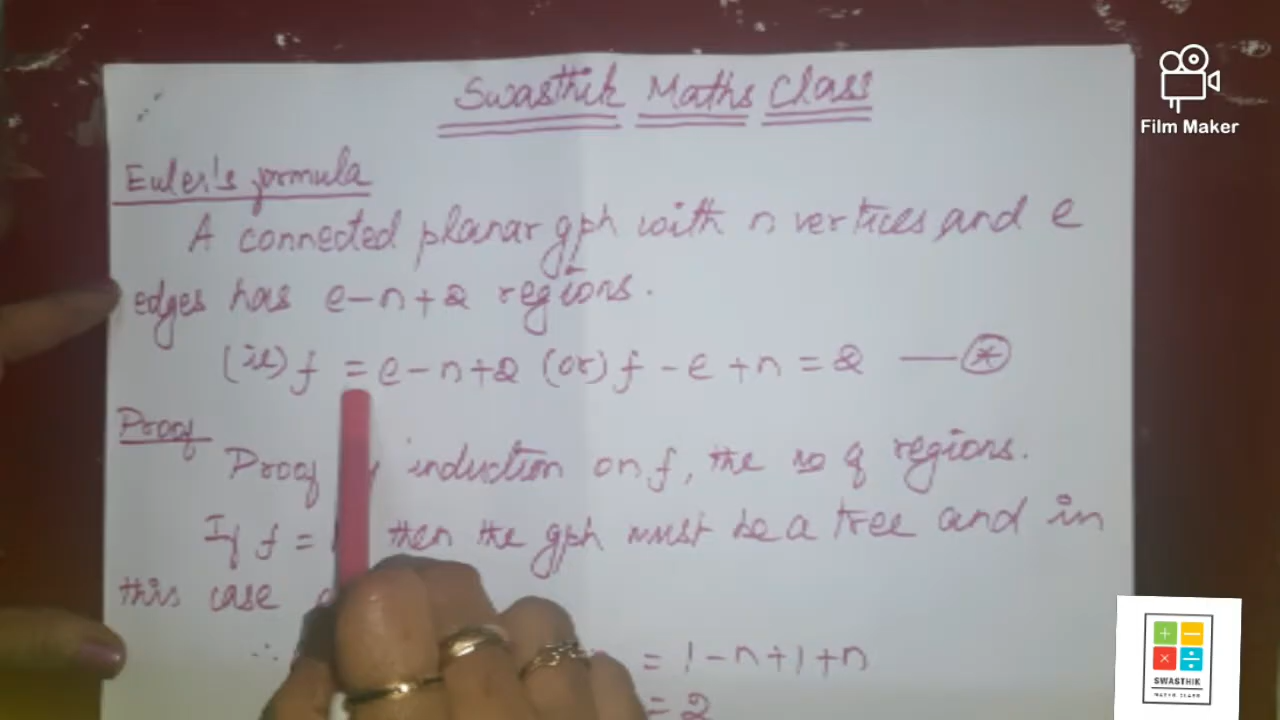 Swasthik Maths Class
Film Maker
Euler's formula
A connected planar gph with n vertices and e
edges has e-n+2 regions.
(ie) f = e-n+2 (or) f - e + n = 2 — *
Proof
Proof induction on f, the no of regions.
If f = then the gph must be a tree and in
this case
∴ = 1-n+1+n
= 2
SWASTHIK
MATHS CLASS